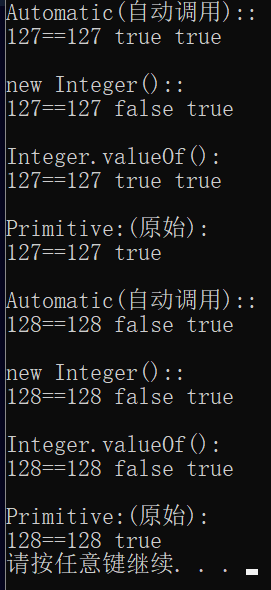 Automatic(自动调用)::
127==127 true true
new Integer()::
127==127 false true
Integer.valueOf():
127==127 true true
Primitive:(原始):
127==127 true
Automatic(自动调用)::
128==128 false true
new Integer()::
128==128 false true
Integer.valueOf():
128==128 false true
Primitive:(原始):
128==128 true
请按任意键继续. . .